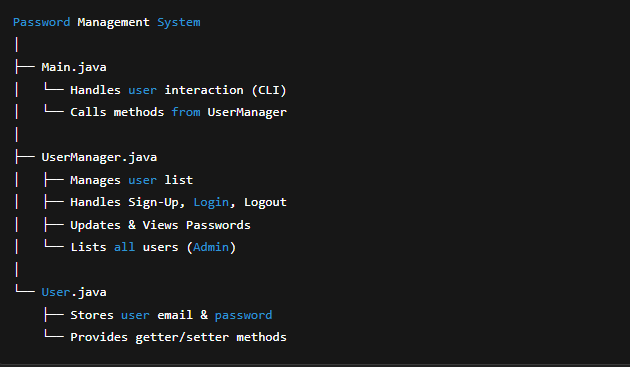 Password Management System
│
├── Main.java
│   └── Handles user interaction (CLI)
│   └── Calls methods from UserManager
│
├── UserManager.java
│   ├── Manages user list
│   ├── Handles Sign-Up, Login, Logout
│   ├── Updates & Views Passwords
│   └── Lists all users (Admin)
│
└── User.java
    ├── Stores user email & password
    └── Provides getter/setter methods